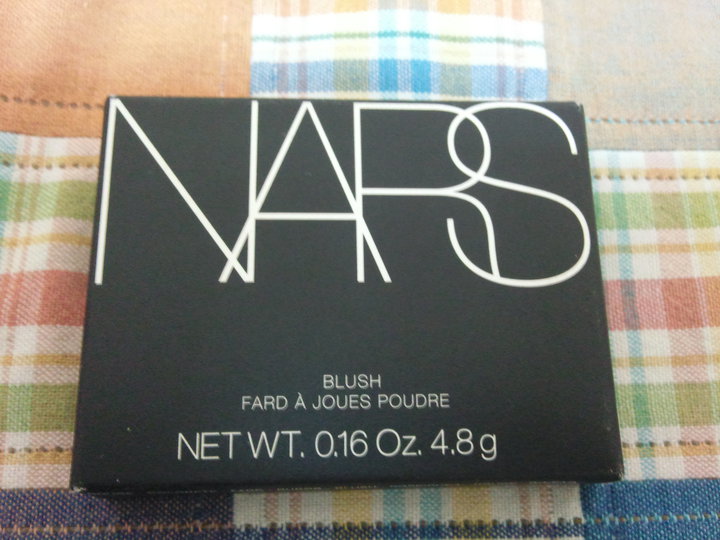 NARS
BLUSH
FARD À JOUES POUDRE
NET WT. 0.16 Oz. 4.8 g